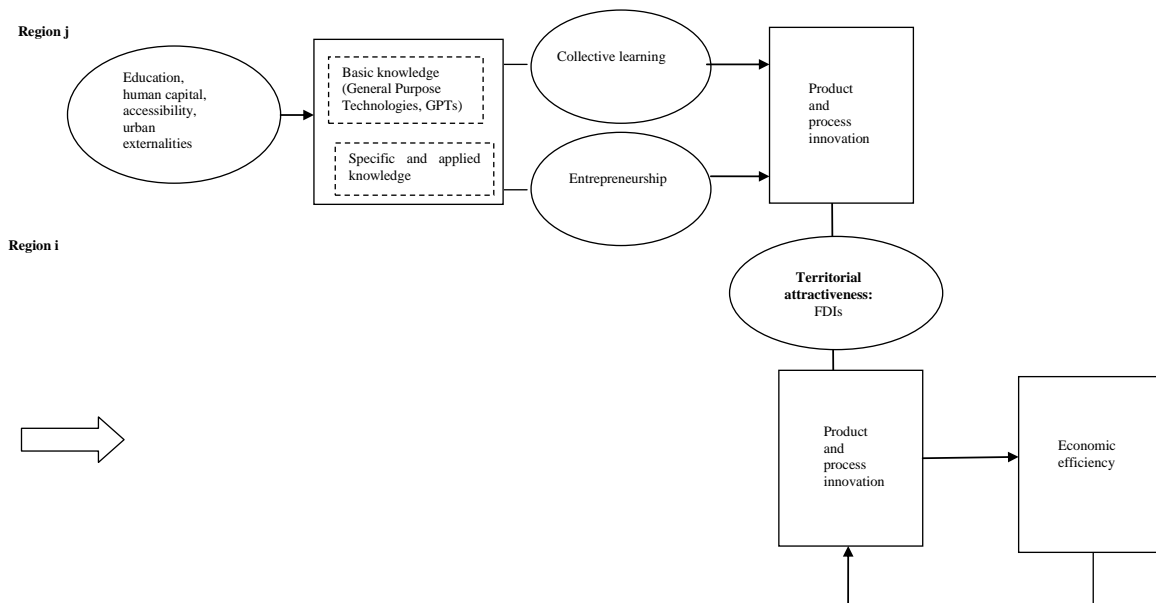 Region j
Education,
human capital,
accessibility,
urban
externalities
Basic knowledge
(General Purpose
Technologies, GPTs)
Specific and applied
knowledge
Collective learning
Entrepreneurship
Product
and
process
innovation
Region i
Territorial
attractiveness:
FDIs
Product
and
process
innovation
Economic
efficiency